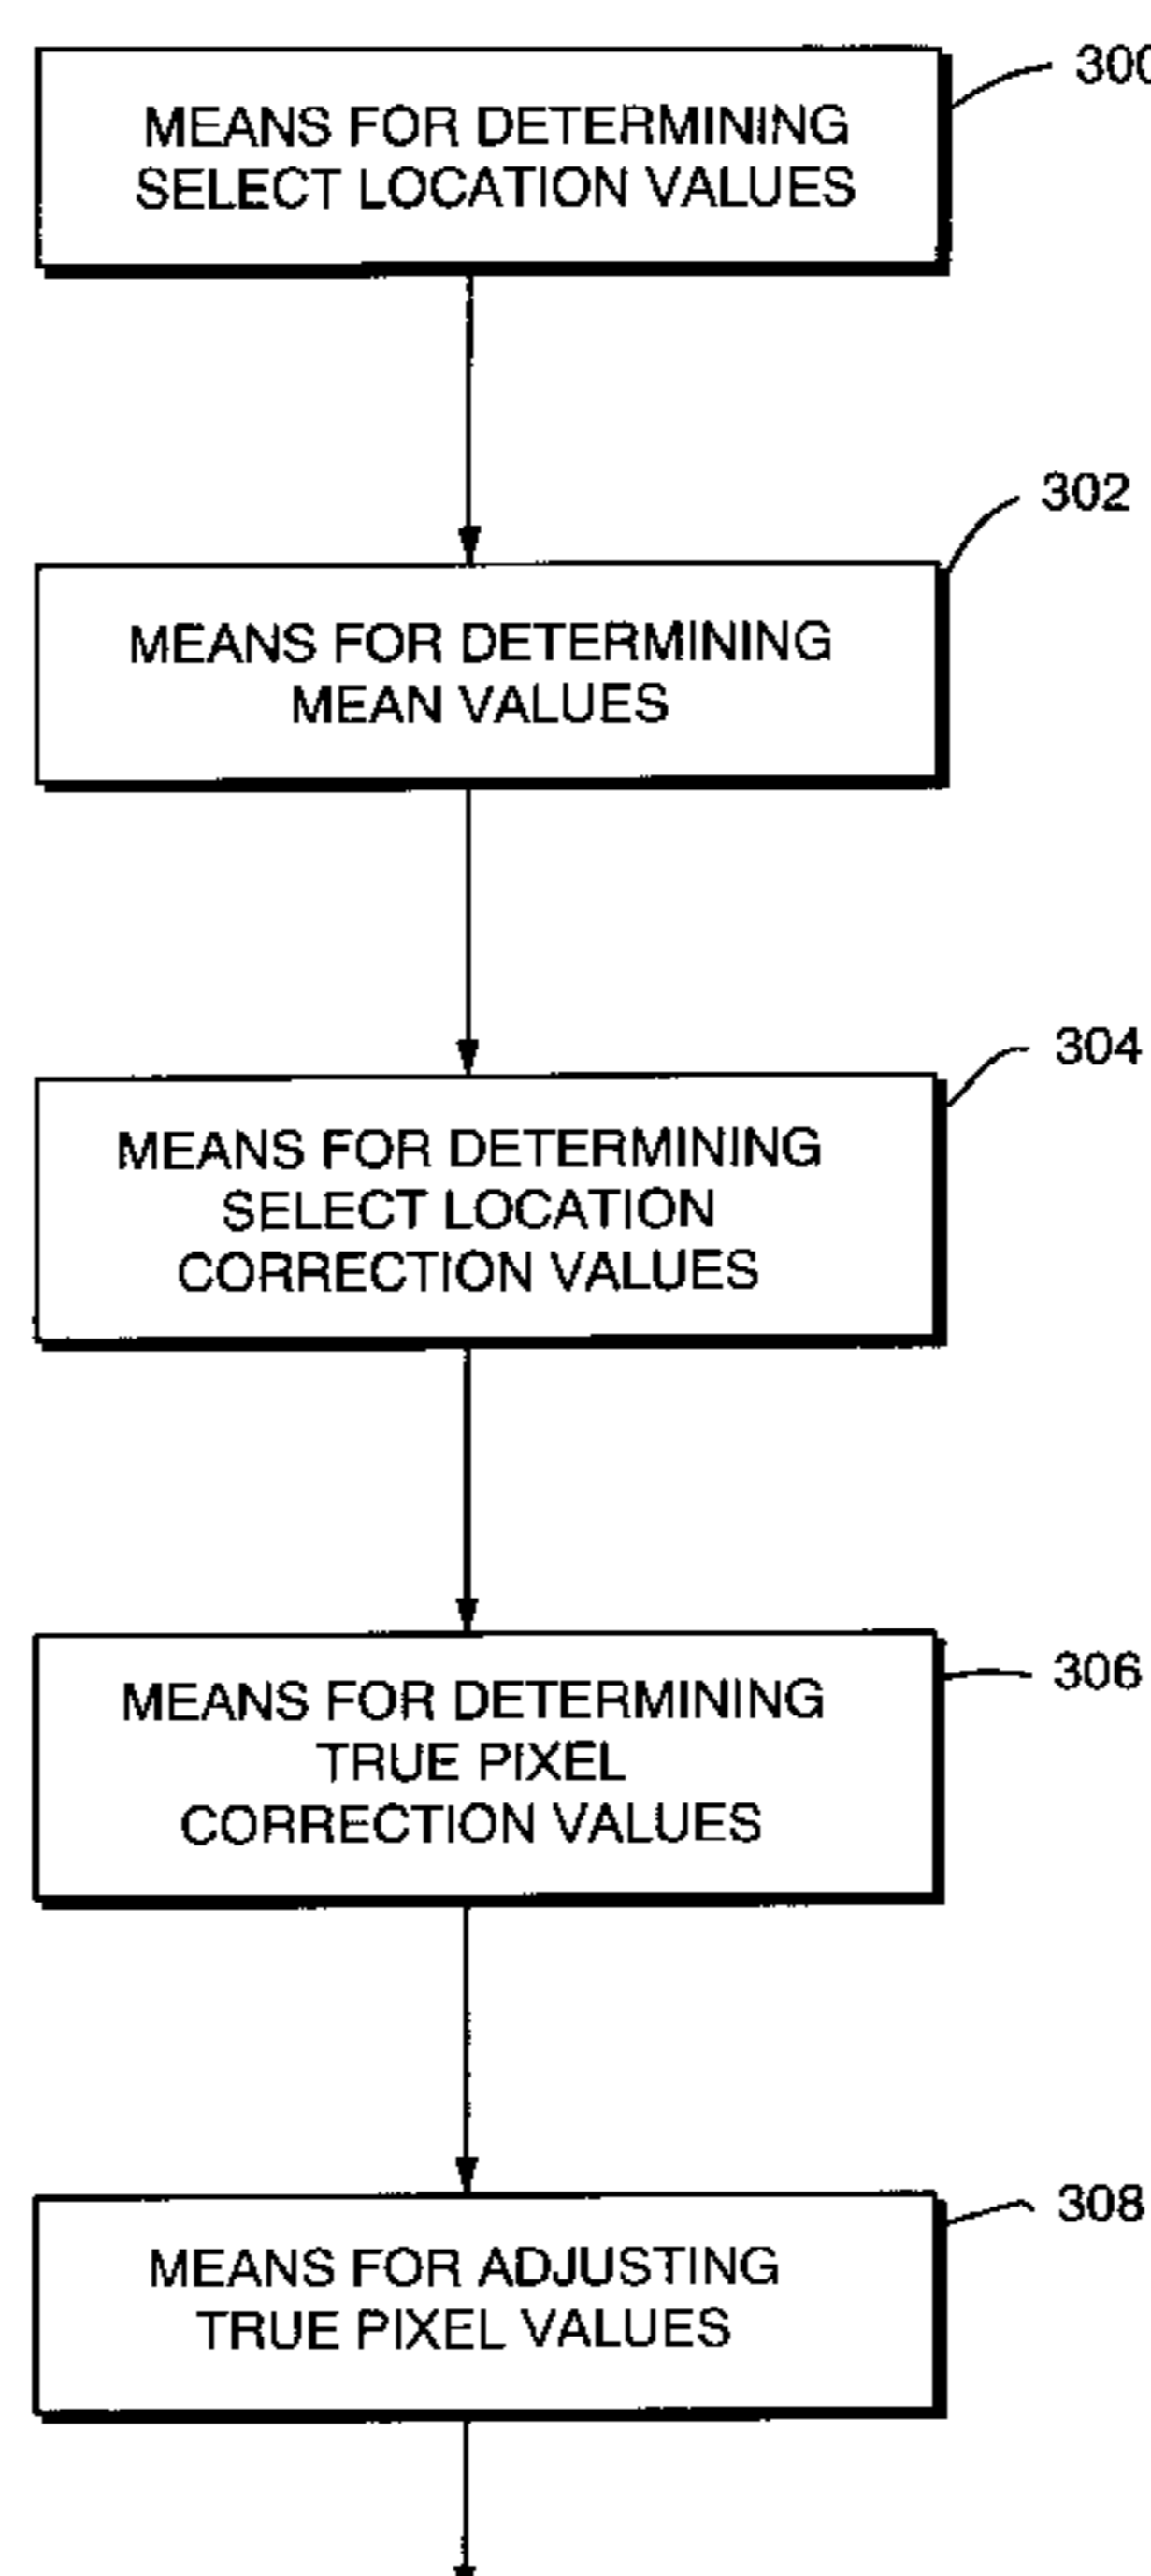 300
MEANS FOR DETERMINING
SELECT LOCATION VALUES
302
MEANS FOR DETERMINING
MEAN VALUES
304
MEANS FOR DETERMINING
SELECT LOCATION
CORRECTION VALUES
306
MEANS FOR DETERMINING
TRUE PIXEL
CORRECTION VALUES
308
MEANS FOR ADJUSTING
TRUE PIXEL VALUES